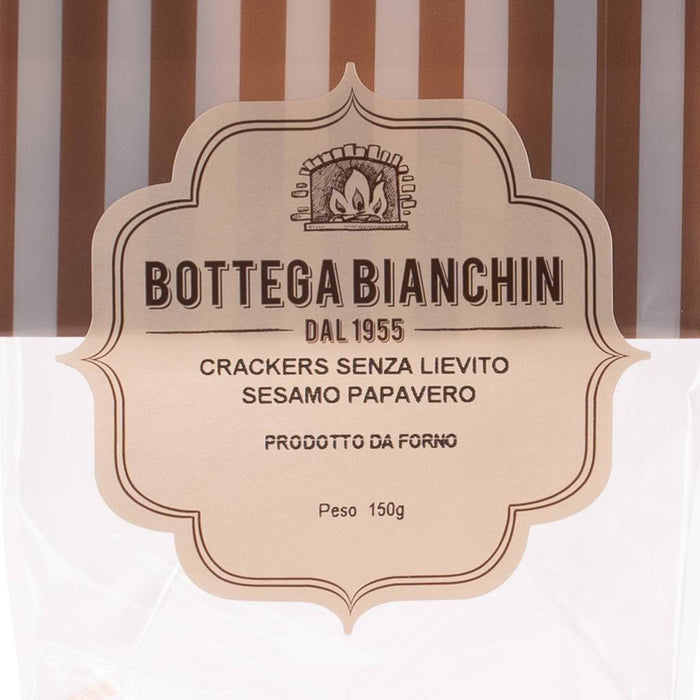 BOTTEGA BIANCHIN
DAL 1955
CRACKERS SENZA LIEVITO
SESAMO PAPAVERO
PRODOTTO DA FORNO
Peso 150g